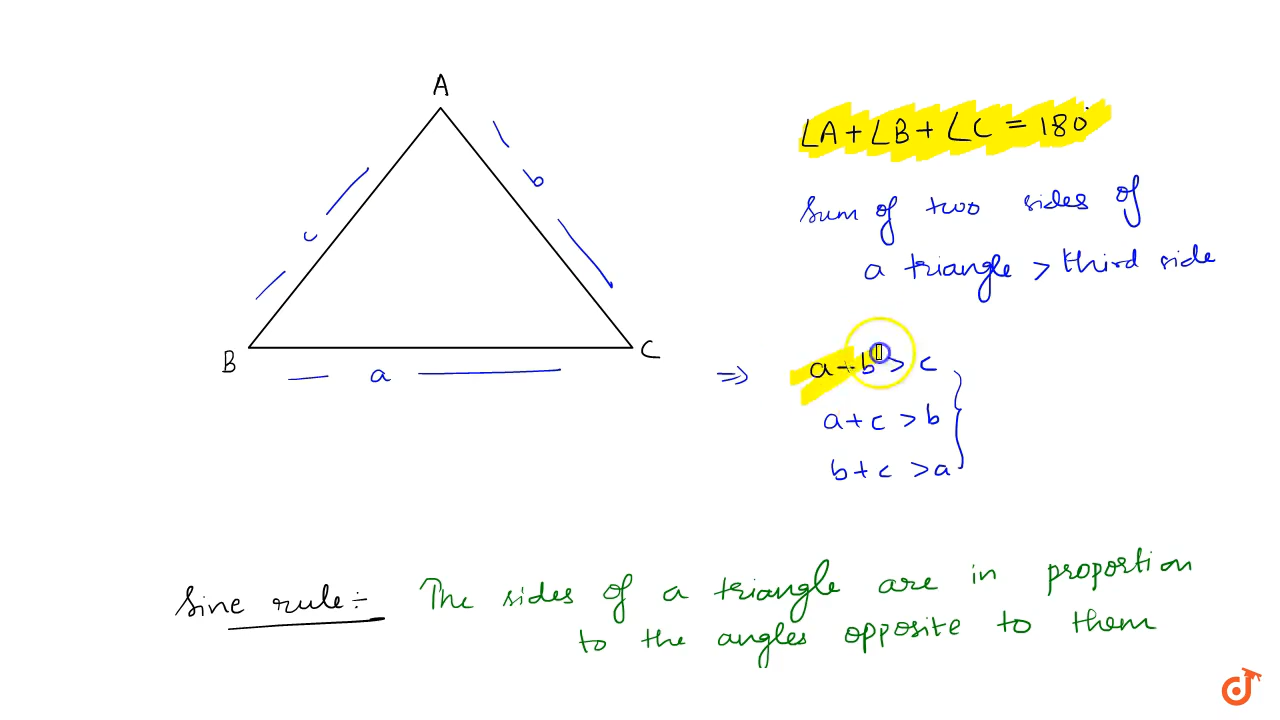 A
∠A+∠B+∠C = 180°
b
Sum of two sides of
c
a triangle > third side
B
C
a
⇒ a+b > c
a+c > b
b+c > a
Sine rule:- The sides of a triangle are in proportion
to the angles opposite to them